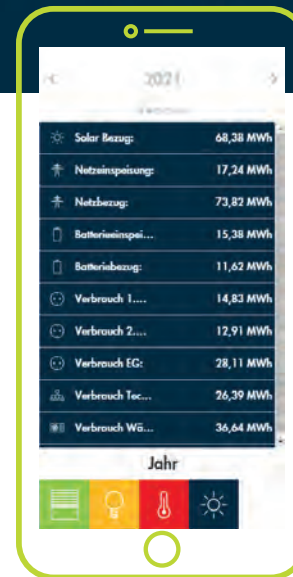 2021
Solar Bezug: 68,38 MWh
Netzeinspeisung: 17,24 MWh
Netzbezug: 73,82 MWh
Batterieeinspei... 15,38 MWh
Batteriebezug: 11,62 MWh
Verbrauch 1.... 14,83 MWh
Verbrauch 2.... 12,91 MWh
Verbrauch EG: 28,11 MWh
Verbrauch Tec... 26,39 MWh
Verbrauch Wä... 36,64 MWh
Jahr